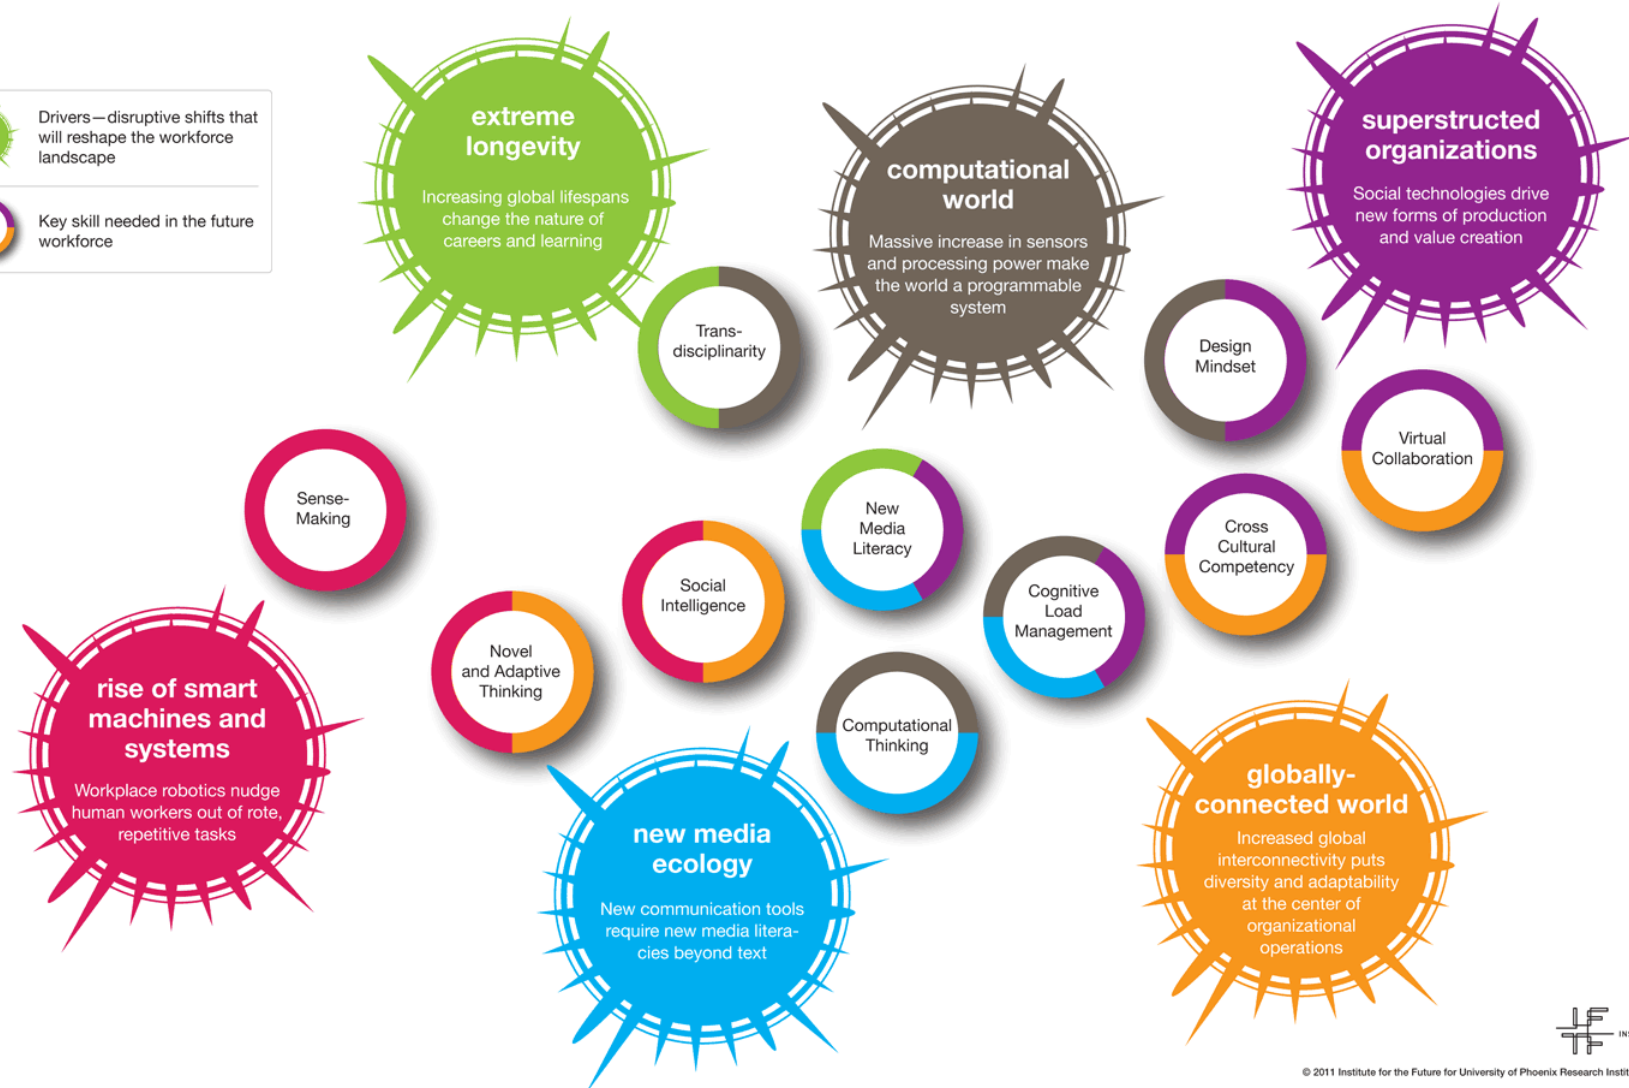 Drivers—disruptive shifts that
will reshape the workforce
landscape
Key skill needed in the future
workforce
extreme
longevity
Increasing global lifespans
change the nature of
careers and learning
computational
world
Massive increase in sensors
and processing power make
the world a programmable
system
superstructed
organizations
Social technologies drive
new forms of production
and value creation
Trans-
disciplinarity
Design
Mindset
Virtual
Collaboration
Sense-
Making
New
Media
Literacy
Cross
Cultural
Competency
Social
Intelligence
Cognitive
Load
Management
Novel
and Adaptive
Thinking
Computational
Thinking
rise of smart
machines and
systems
Workplace robotics nudge
human workers out of rote,
repetitive tasks
new media
ecology
New communication tools
require new media litera-
cies beyond text
globally-
connected world
Increased global
interconnectivity puts
diversity and adaptability
at the center of
organizational
operations
© 2011 Institute for the Future for University of Phoenix Research Instit